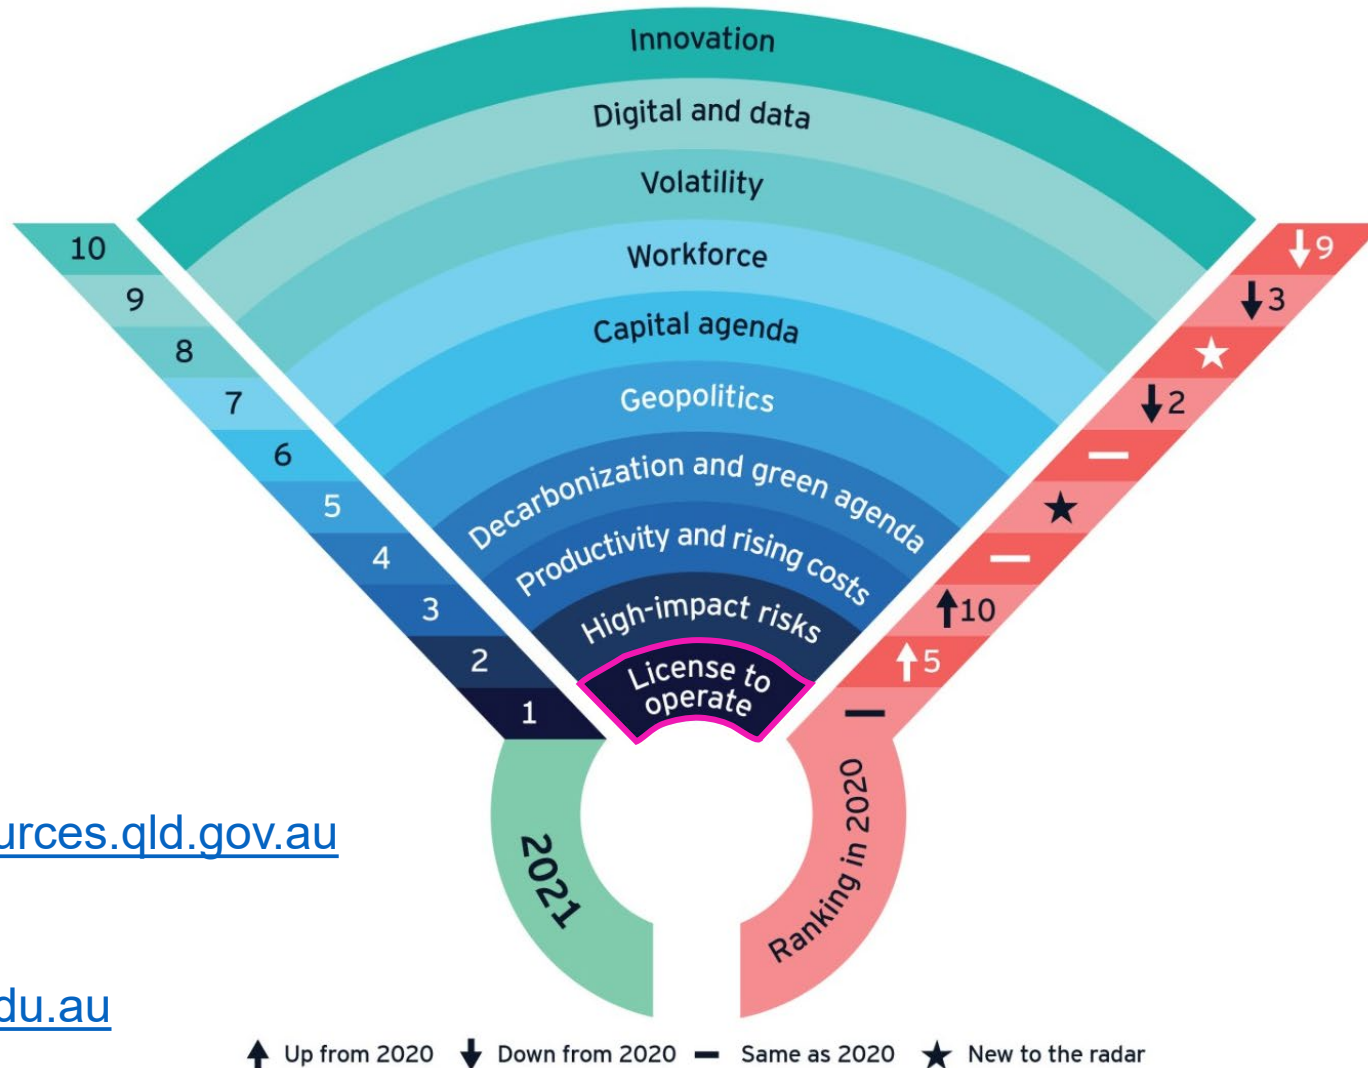 Innovation
Digital and data
Volatility
Workforce
Capital agenda
Geopolitics
Decarbonization and green agenda
Productivity and rising costs
High-impact risks
License to
operate
10
9
8
7
6
5
4
3
2
1
↓9
↓3
★
↓2
—
★
—
↑10
↑5
—
2021
Ranking in 2020
urces.qld.gov.au
du.au
↑ Up from 2020 ↓ Down from 2020 — Same as 2020 ★ New to the radar